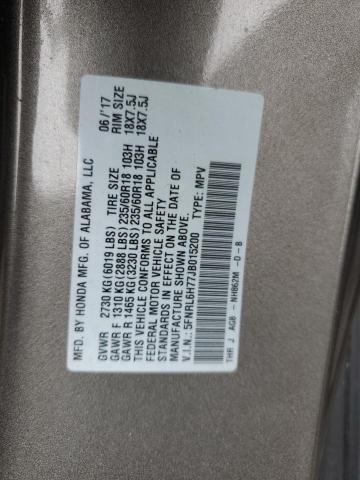 MFD. BY HONDA MFG. OF ALABAMA, LLC 06/'17
GVWR 2730 KG(6019 LBS) TIRE SIZE RIM SIZE
GAWR F 1310 KG(2888 LBS) 235/60R18 103H 18X7.5J
GAWR R 1465 KG(3230 LBS) 235/60R18 103H 18X7.5J
THIS VEHICLE CONFORMS TO ALL APPLICABLE
FEDERAL MOTOR VEHICLE SAFETY
STANDARDS IN EFFECT ON THE DATE OF
MANUFACTURE SHOWN ABOVE.
V.I.N.: 5FNRL6H77JB015200 TYPE: MPV
THR J AGB - NH862M -D -B